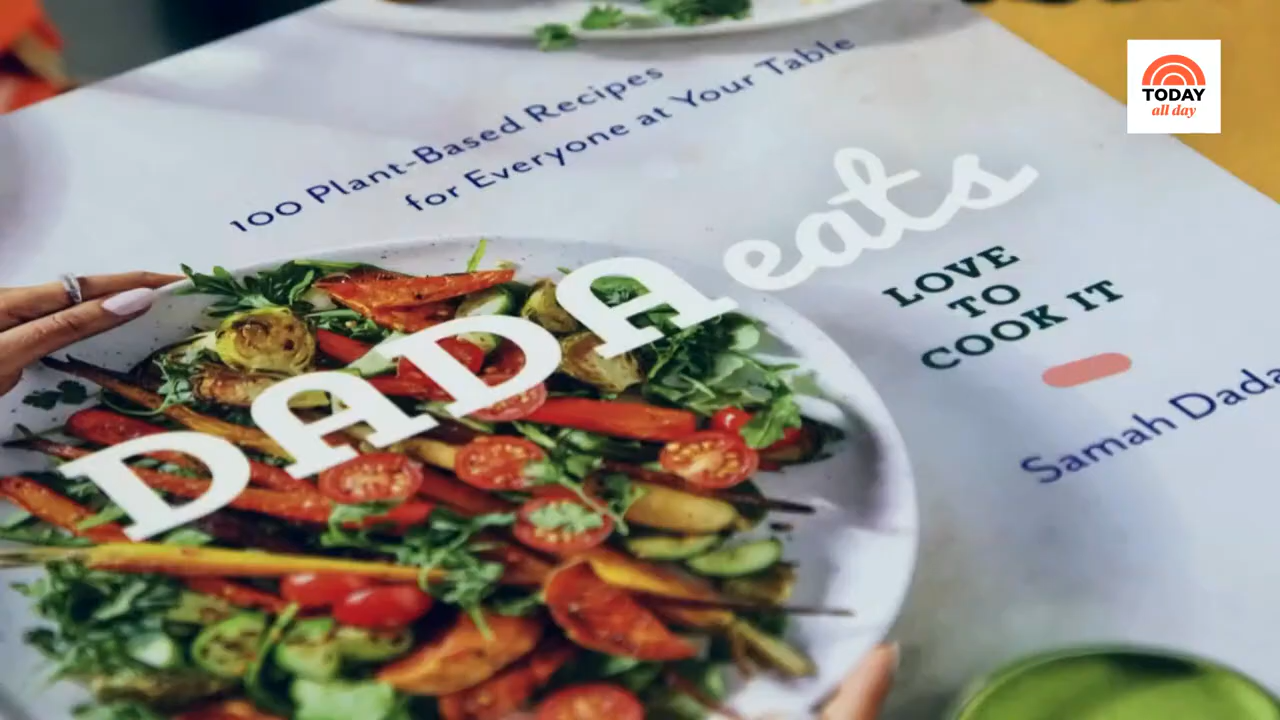 100 Plant-Based Recipes
for Everyone at Your Table
DADA eats
LOVE
TO
COOK IT
Samah Dada
TODAY
all day